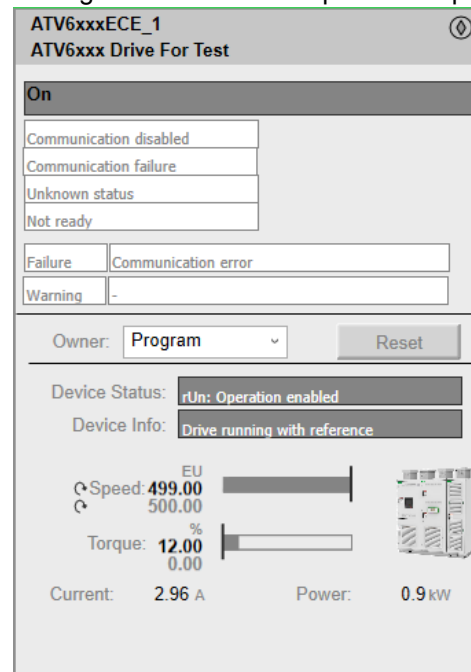 ATV6xxxECE_1
ATV6xxx Drive For Test
On
Communication disabled
Communication failure
Unknown status
Not ready
Failure Communication error
Warning -
Owner: Program Reset
Device Status: rUn: Operation enabled
Device Info: Drive running with reference
EU
Speed: 499.00
500.00
%
Torque: 12.00
0.00
Current: 2.96 A Power: 0.9 kW